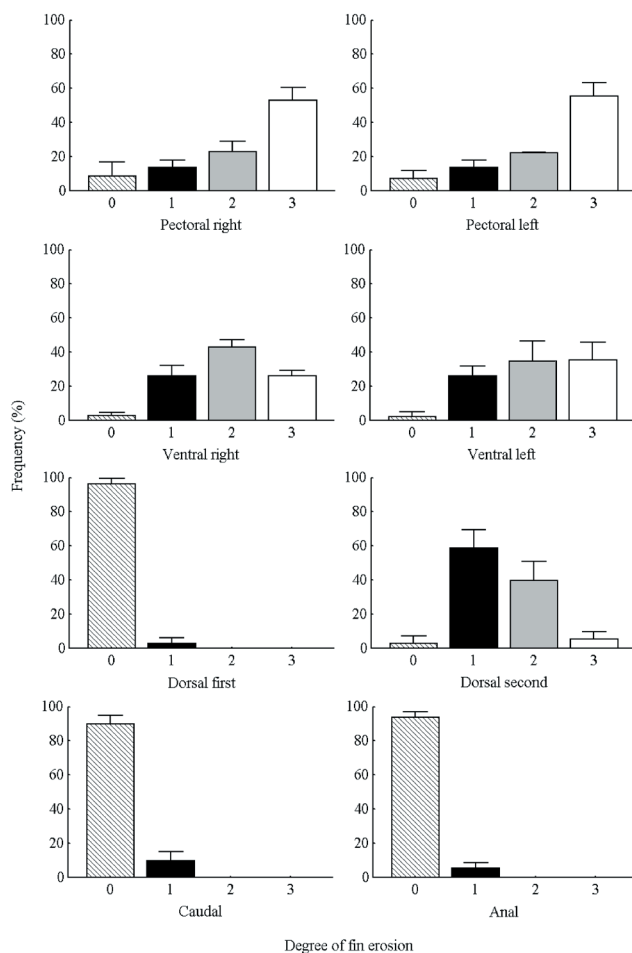 100
80
60
40
20
0
0 1 2 3
Pectoral right
100
80
60
40
20
0
0 1 2 3
Pectoral left
100
80
60
40
20
0
0 1 2 3
Ventral right
100
80
60
40
20
0
0 1 2 3
Ventral left
Frequency (%)
100
80
60
40
20
0
0 1 2 3
Dorsal first
100
80
60
40
20
0
0 1 2 3
Dorsal second
100
80
60
40
20
0
0 1 2 3
Caudal
100
80
60
40
20
0
0 1 2 3
Anal
Degree of fin erosion